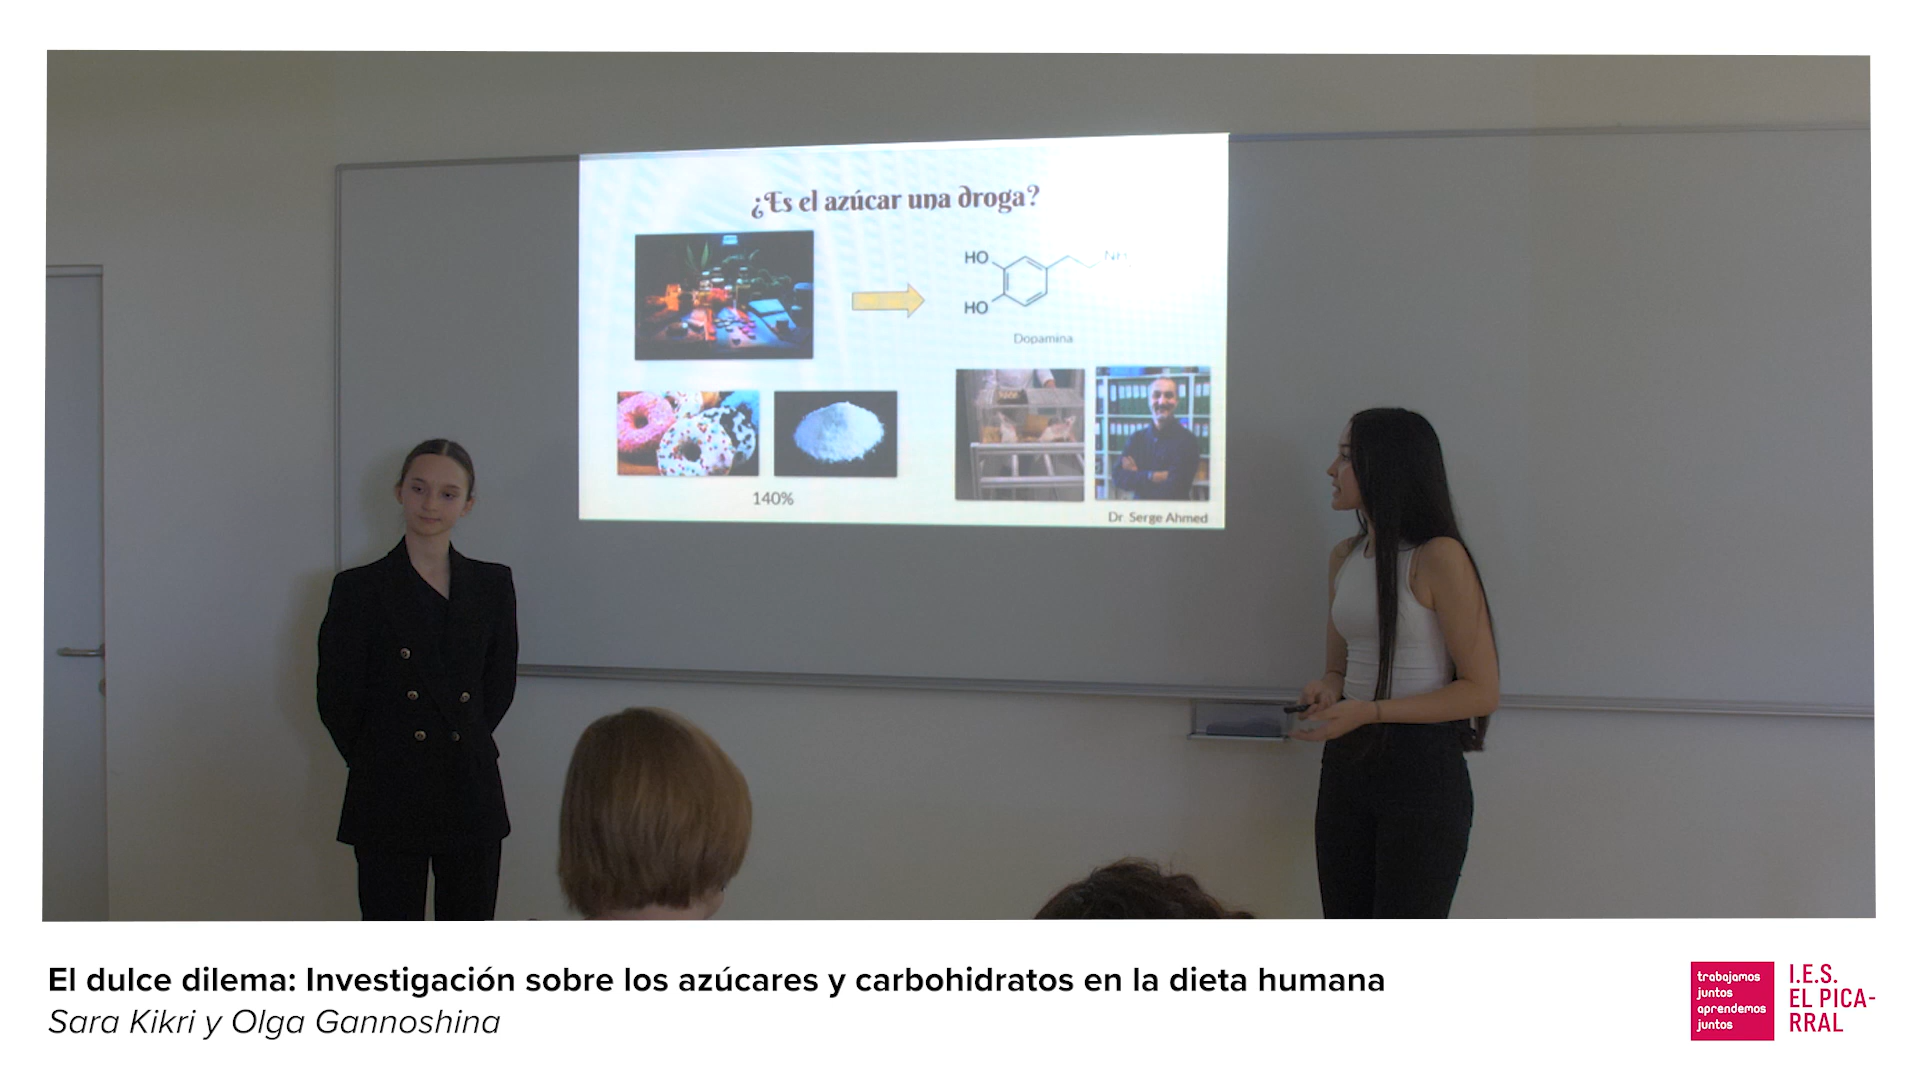 ¿Es el azúcar una droga?
HO
NH
HO
Dopamina
140%
Dr Serge Ahmed
El dulce dilema: Investigación sobre los azúcares y carbohidratos en la dieta humana
Sara Kikri y Olga Gannoshina
trabajamos
juntos
aprendemos
juntos
I.E.S.
EL PICA-
RRAL